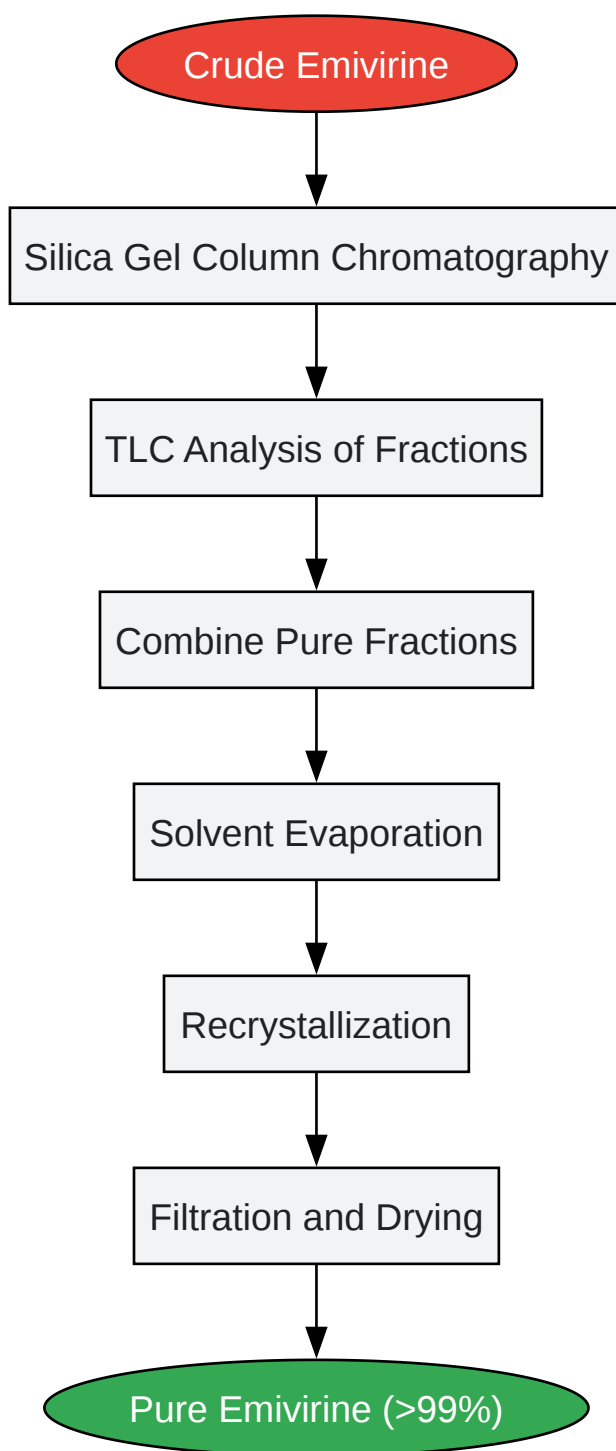 Crude Emivirine
Silica Gel Column Chromatography
TLC Analysis of Fractions
Combine Pure Fractions
Solvent Evaporation
Recrystallization
Filtration and Drying
Pure Emivirine (>99%)